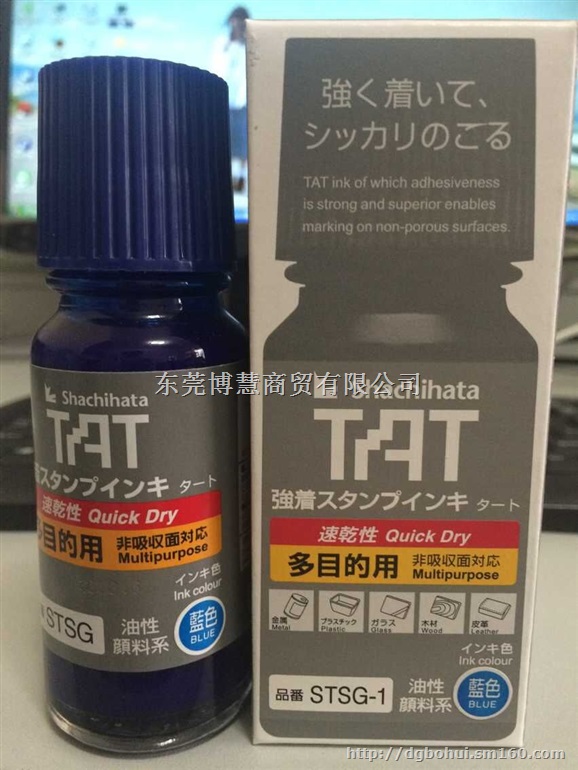 強く着いて、
シッカリのこる
TAT ink of which adhesiveness
is strong and superior enables
marking on non-porous surfaces.
东莞博慧商贸有限公司
Shachihata
TAT
着スタンプインキ タート
速乾性 Quick Dry
多目的用 非吸収面対応
Multipurpose
インキ色
Ink colour
STSG
油性
顔料系
藍色
BLUE
Shachihata
TAT
強着スタンプインキ タート
速乾性 Quick Dry
多目的用 非吸収面対応
Multipurpose
金属 プラスチック ガラス 木材 皮革
Metal Plastic Glass Wood Leather
インキ色
Ink colour
品番 STSG-1
油性
顔料系
藍色
BLUE
http://dgbohui.sm160.com